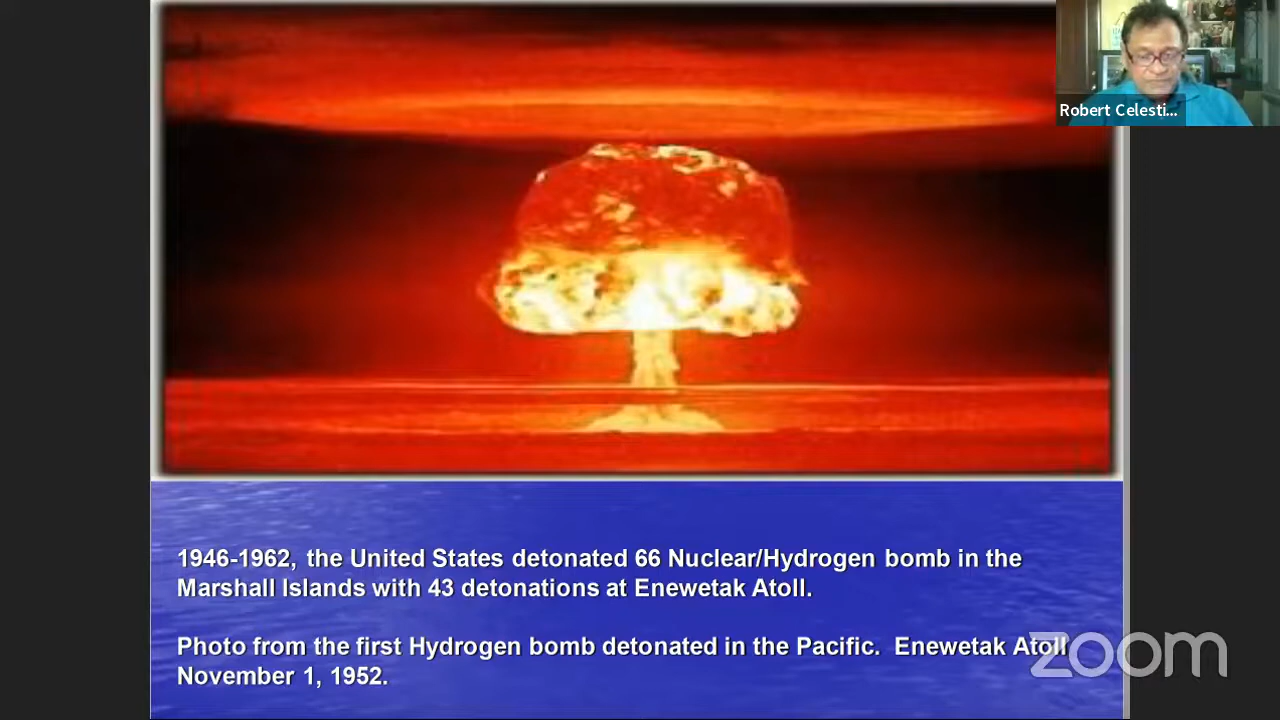 Robert Celesti...
1946-1962, the United States detonated 66 Nuclear/Hydrogen bomb in the
Marshall Islands with 43 detonations at Enewetak Atoll.
Photo from the first Hydrogen bomb detonated in the Pacific.  Enewetak Atoll
November 1, 1952.
zoom